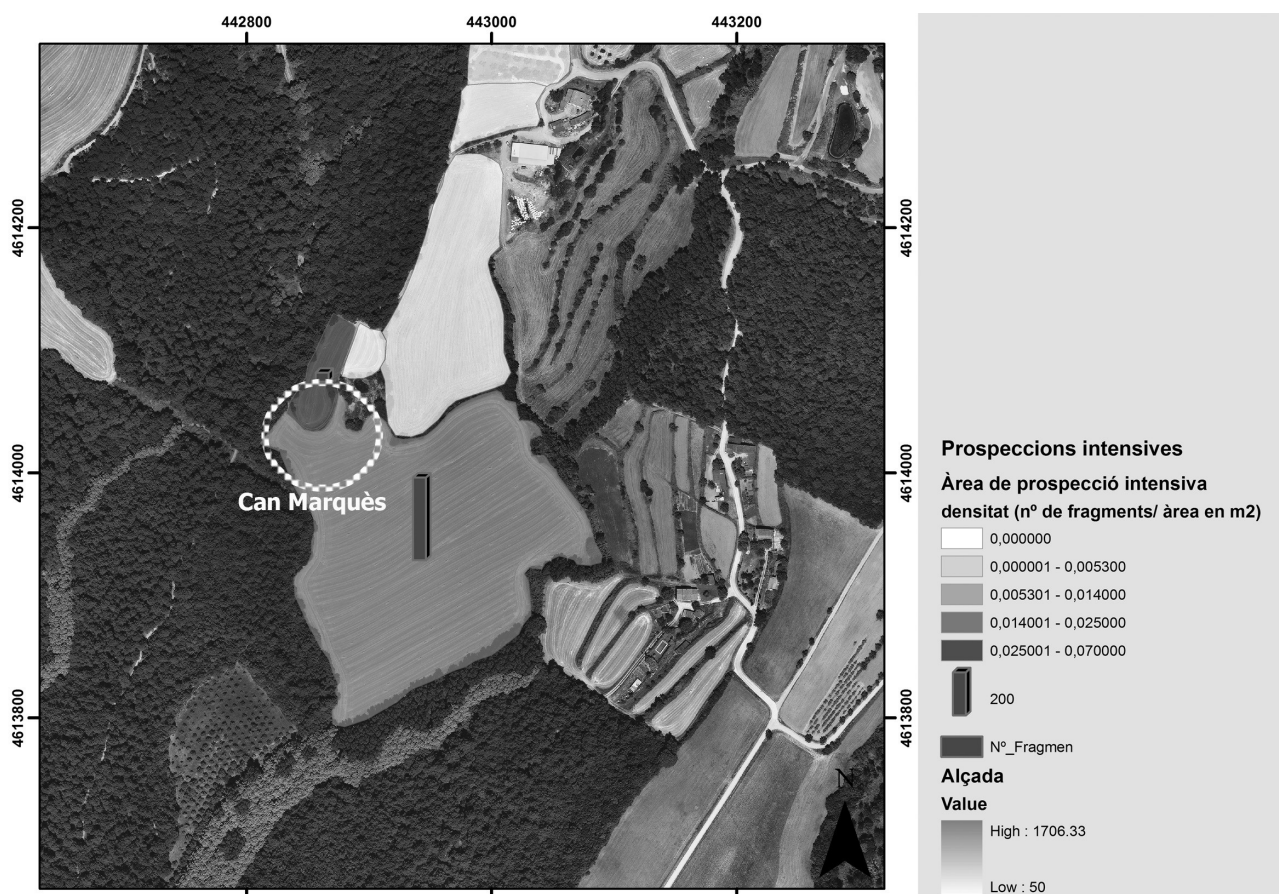 442800
443000
443200
4614200
4614200
4614000
4614000
4613800
4613800
Can Marquès
N
Prospeccions intensives
Àrea de prospecció intensiva
densitat (nº de fragments/ àrea en m2)
0,000000
0,000001 - 0,005300
0,005301 - 0,014000
0,014001 - 0,025000
0,025001 - 0,070000
200
Nº_Fragmen
Alçada
Value
High : 1706.33
Low : 50